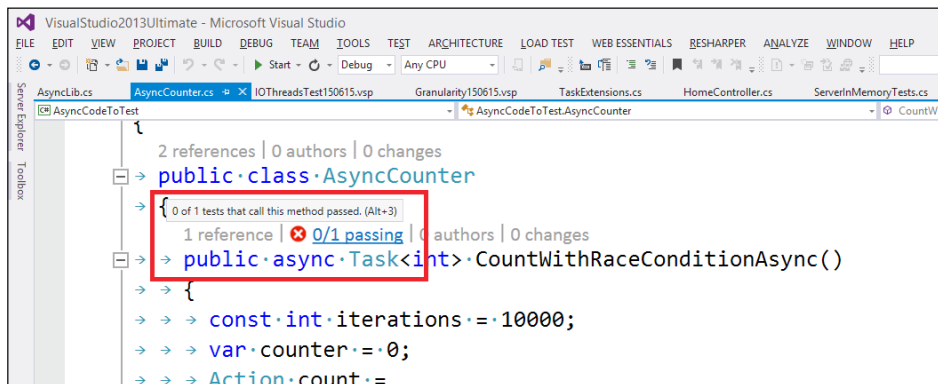 VisualStudio2013Ultimate - Microsoft Visual Studio
FILE EDIT VIEW PROJECT BUILD DEBUG TEAM TOOLS TEST ARCHITECTURE LOAD TEST WEB ESSENTIALS RESHARPER ANALYZE WINDOW HELP
Start Debug Any CPU
AsyncLib.cs AsyncCounter.cs IOThreadsTest150615.vsp Granularity150615.vsp TaskExtensions.cs HomeController.cs ServerInMemoryTests.cs
C# AsyncCodeToTest AsyncCodeToTest.AsyncCounter CountW
Server Explorer
Toolbox
{
2 references | 0 authors | 0 changes
public·class·AsyncCounter
{
0 of 1 tests that call this method passed. (Alt+3)
1 reference | 0/1 passing | 0 authors | 0 changes
public·async·Task<int>·CountWithRaceConditionAsync()
{
const·int·iterations·=·10000;
var·counter·=·0;
Action·count·=